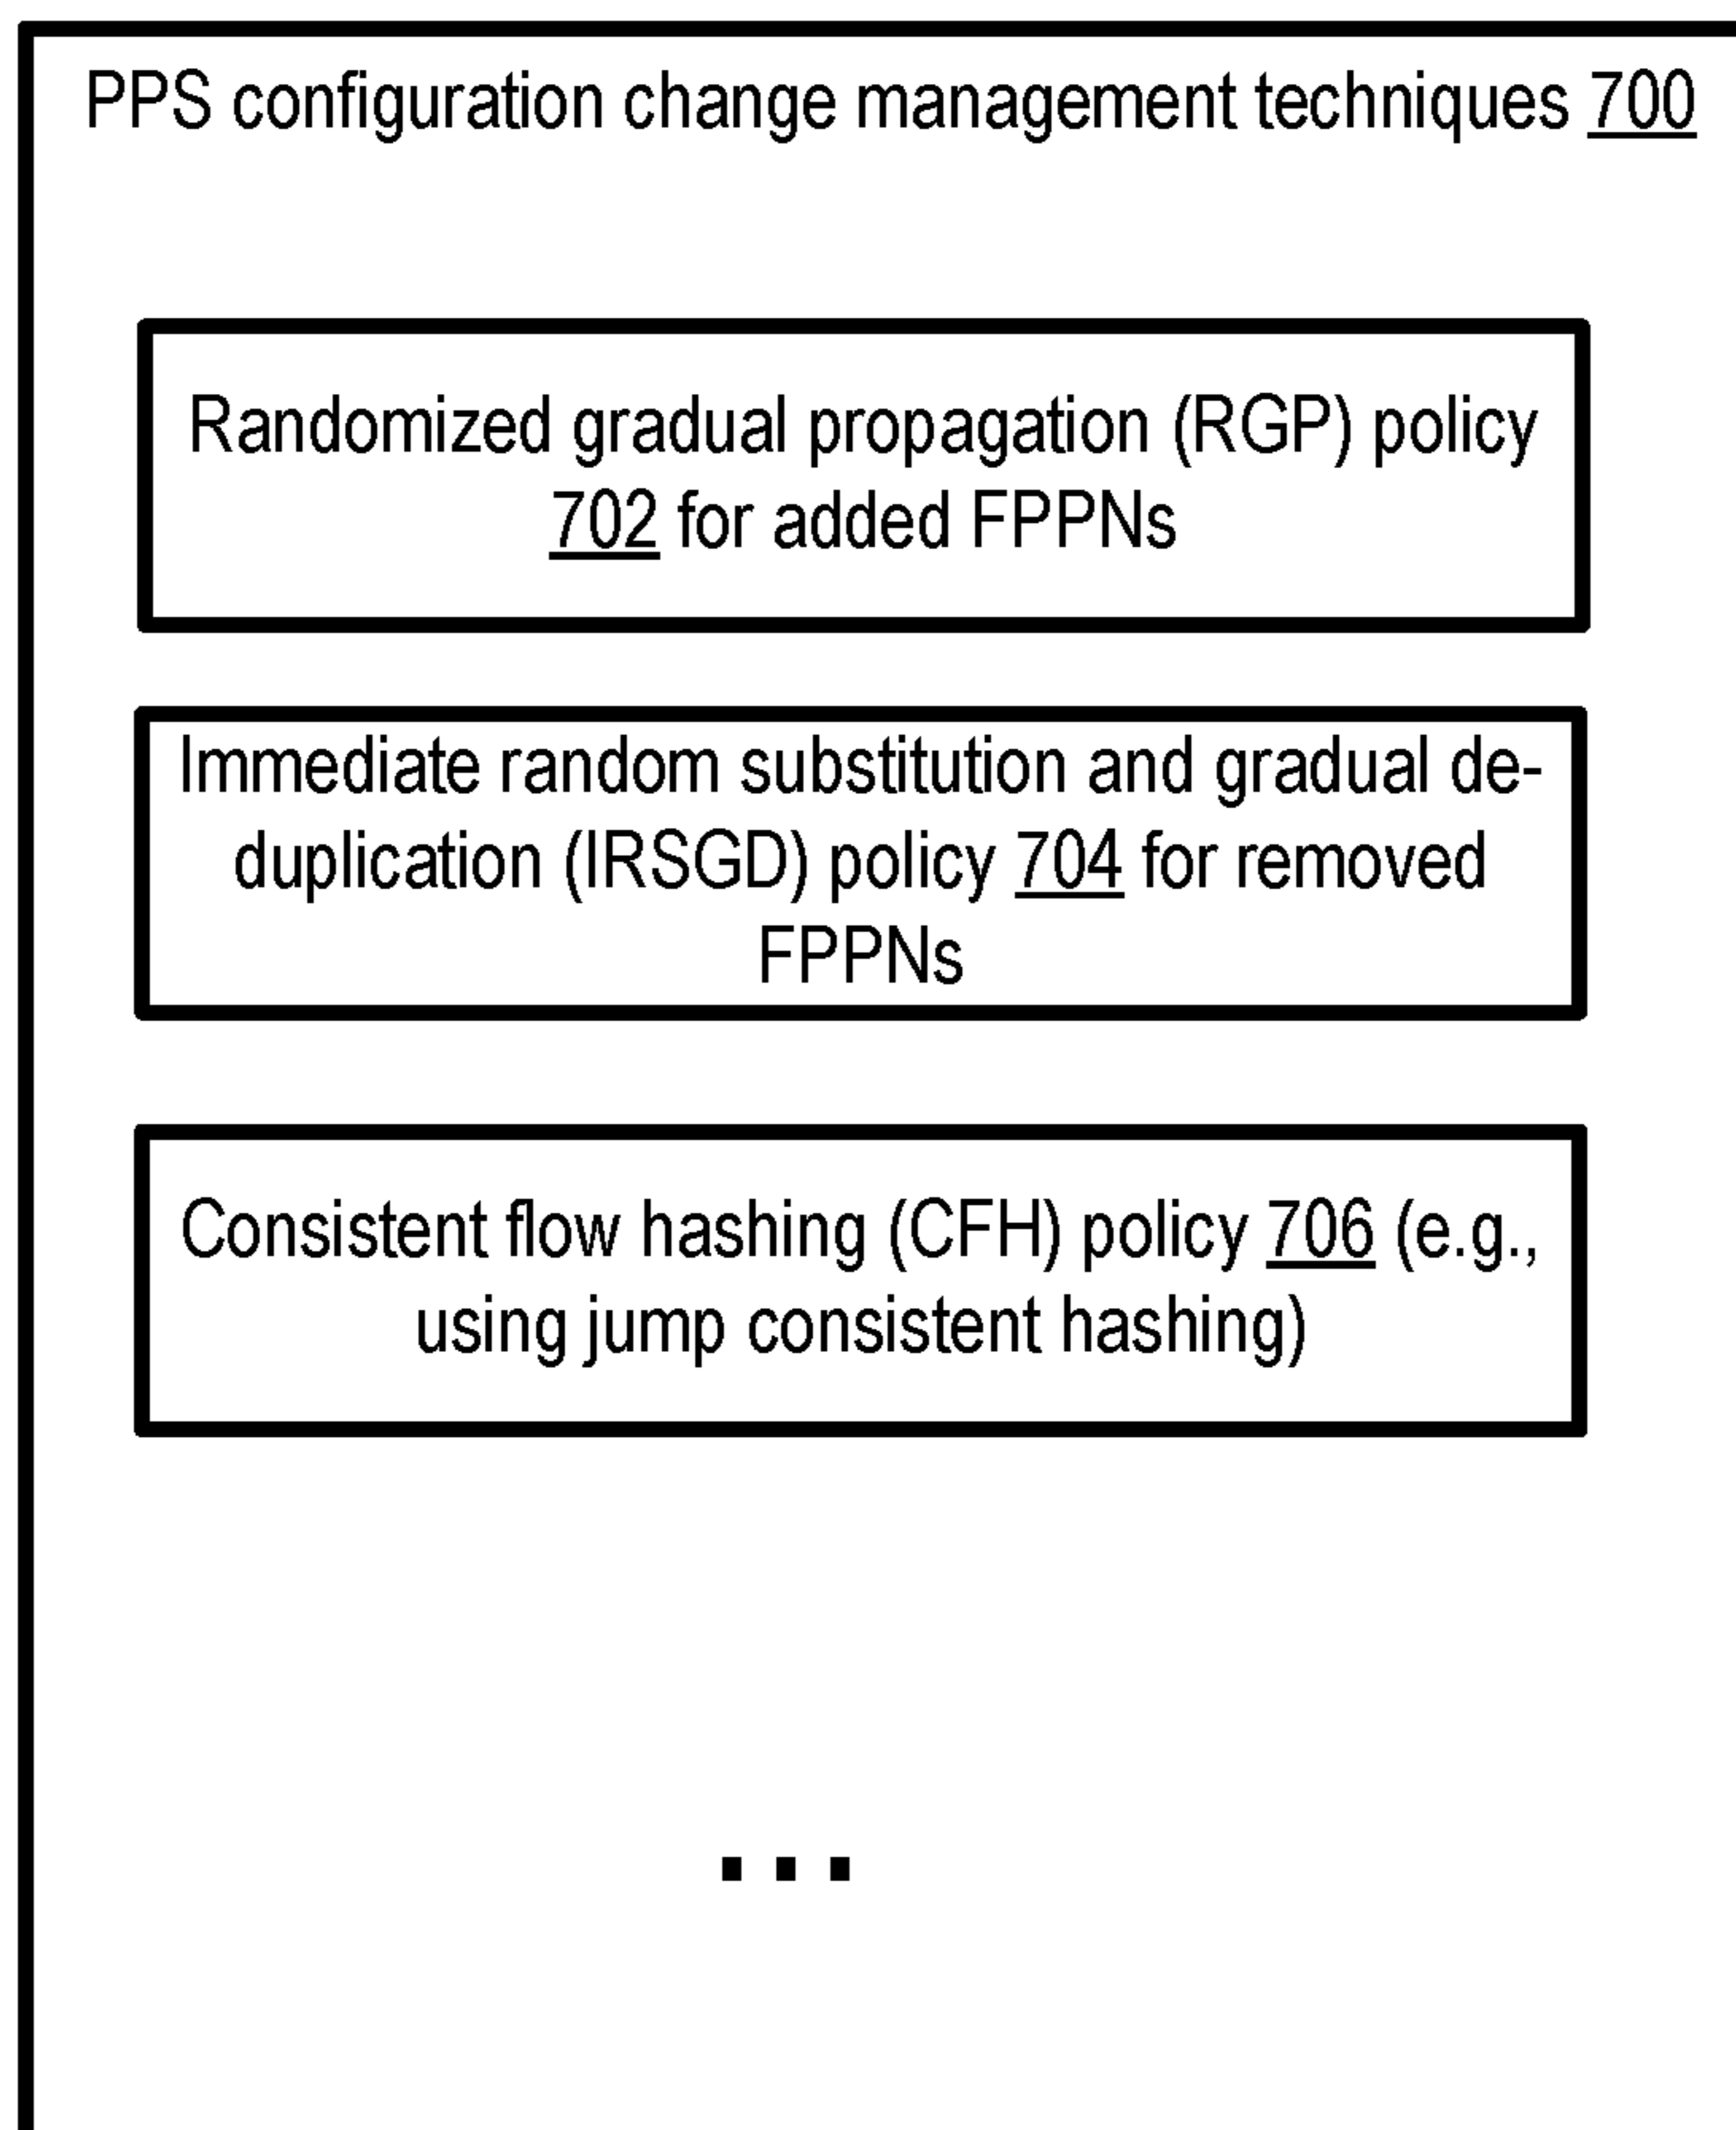 PPS configuration change management techniques 700
Randomized gradual propagation (RGP) policy
702 for added FPPNs
Immediate random substitution and gradual de-
duplication (IRSGD) policy 704 for removed
FPPNs
Consistent flow hashing (CFH) policy 706 (e.g.,
using jump consistent hashing)
...